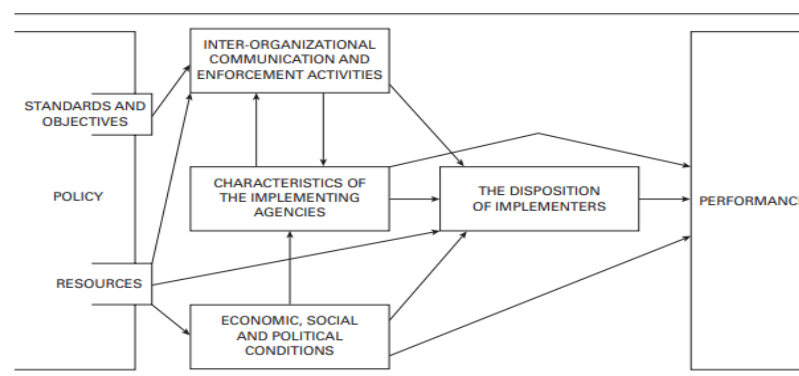 INTER-ORGANIZATIONAL
COMMUNICATION AND
ENFORCEMENT ACTIVITIES
STANDARDS AND
OBJECTIVES
POLICY
CHARACTERISTICS OF
THE IMPLEMENTING
AGENCIES
THE DISPOSITION
OF IMPLEMENTERS
PERFORMANCE
RESOURCES
ECONOMIC, SOCIAL
AND POLITICAL
CONDITIONS